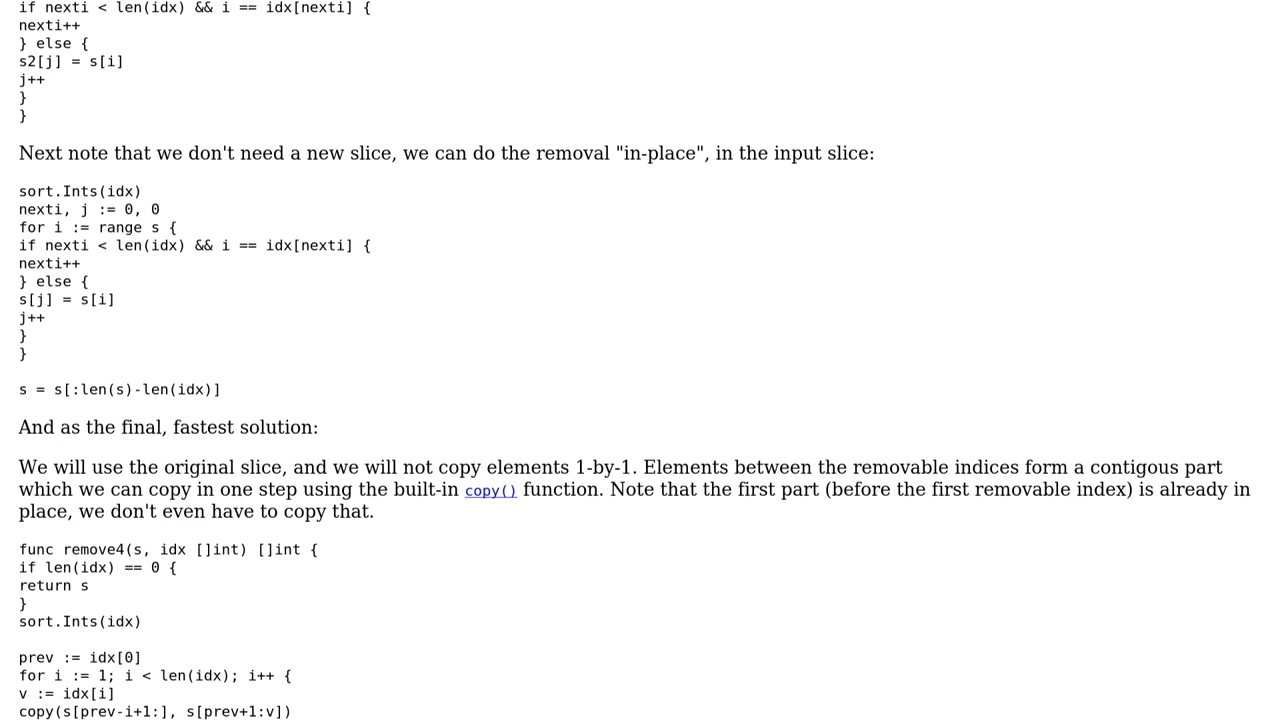 if nexti < len(idx) && i == idx[nexti] {
nexti++
} else {
s2[j] = s[i]
j++
}
}
Next note that we don't need a new slice, we can do the removal "in-place", in the input slice:
sort.Ints(idx)
nexti, j := 0, 0
for i := range s {
if nexti < len(idx) && i == idx[nexti] {
nexti++
} else {
s[j] = s[i]
j++
}
}
s = s[:len(s)-len(idx)]
And as the final, fastest solution:
We will use the original slice, and we will not copy elements 1-by-1. Elements between the removable indices form a contigous part
which we can copy in one step using the built-in copy() function. Note that the first part (before the first removable index) is already in
place, we don't even have to copy that.
func remove4(s, idx []int) []int {
if len(idx) == 0 {
return s
}
sort.Ints(idx)
prev := idx[0]
for i := 1; i < len(idx); i++ {
v := idx[i]
copy(s[prev-i+1:], s[prev+1:v])